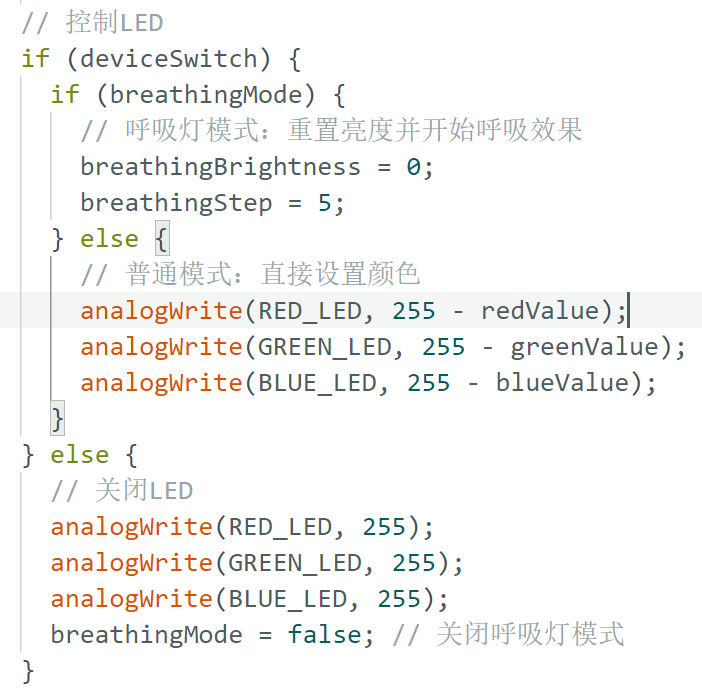 // 控制LED
if (deviceSwitch) {
  if (breathingMode) {
    // 呼吸灯模式：重置亮度并开始呼吸效果
    breathingBrightness = 0;
    breathingStep = 5;
  } else {
    // 普通模式：直接设置颜色
    analogWrite(RED_LED, 255 - redValue);
    analogWrite(GREEN_LED, 255 - greenValue);
    analogWrite(BLUE_LED, 255 - blueValue);
  }
} else {
  // 关闭LED
  analogWrite(RED_LED, 255);
  analogWrite(GREEN_LED, 255);
  analogWrite(BLUE_LED, 255);
  breathingMode = false; // 关闭呼吸灯模式
}